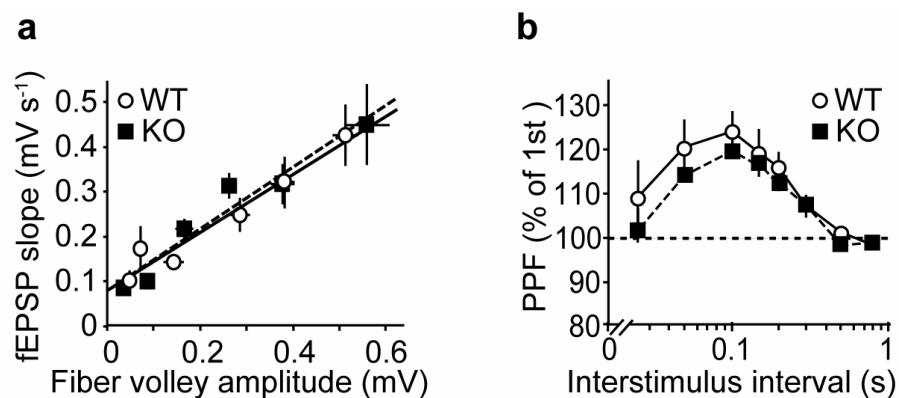 a
fEPSP slope (mV s-1)
WT
KO
0.5
0.4
0.3
0.2
0.1
0
0
0.2
0.4
0.6
Fiber volley amplitude (mV)
b
PPF (% of 1st )
WT
KO
130
120
110
100
90
80
0
0.1
1
Interstimulus interval (s)